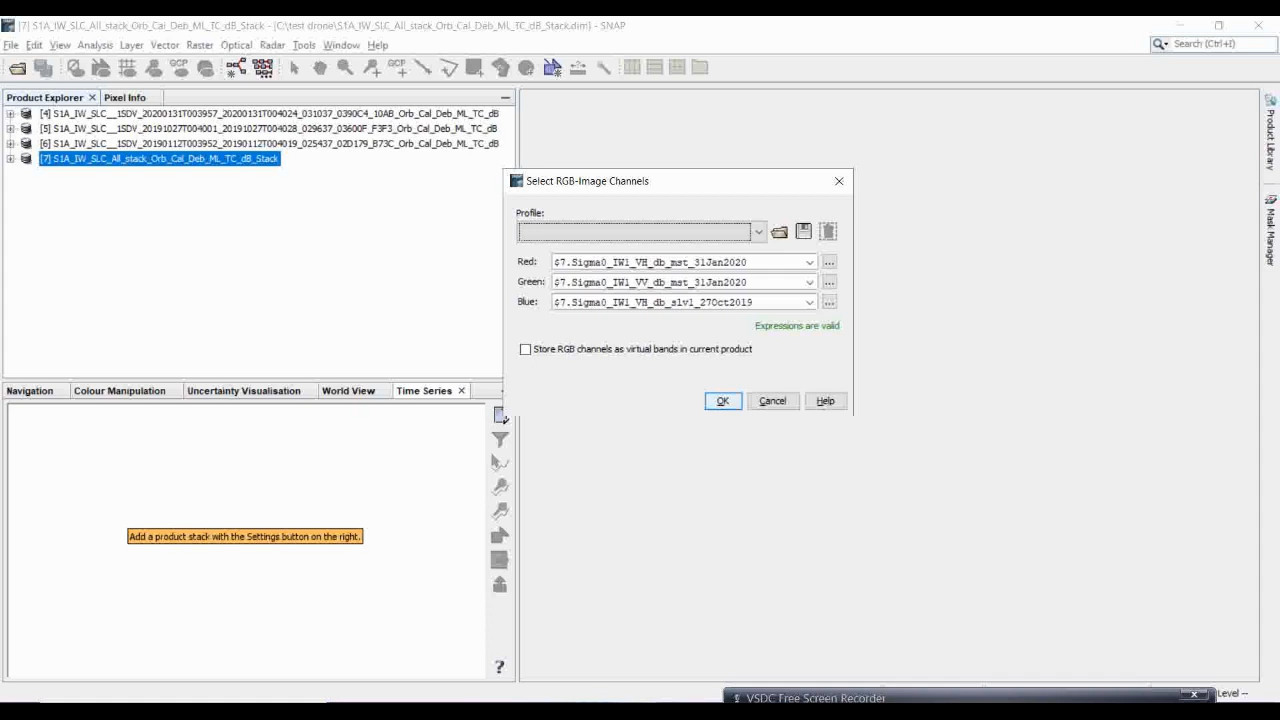 [7] S1A_IW_SLC_All_stack_Orb_Cal_Deb_ML_TC_dB_Stack - [C:\test drone\S1A_IW_SLC_All_stack_Orb_Cal_Deb_ML_TC_dB_Stack.dim] - SNAP
File Edit View Analysis Layer Vector Raster Optical Radar Tools Window Help
Search (Ctrl+I)
GCP GCP
Product Explorer Pixel Info
[4] S1A_IW_SLC__1SDV_20200131T003957_20200131T004024_031037_0390C4_10AB_Orb_Cal_Deb_ML_TC_dB
[5] S1A_IW_SLC__1SDV_20191027T004001_20191027T004028_029637_03600F_F3F3_Orb_Cal_Deb_ML_TC_dB
[6] S1A_IW_SLC__1SDV_20190112T003952_20190112T004019_025437_02D179_B73C_Orb_Cal_Deb_ML_TC_dB
[7] S1A_IW_SLC_All_stack_Orb_Cal_Deb_ML_TC_dB_Stack
Select RGB-Image Channels
Profile:
Red: $7.Sigma0_IW1_VH_db_mst_31Jan2020
Green: $7.Sigma0_IW1_VV_db_mst_31Jan2020
Blue: $7.Sigma0_IW1_VH_db_slv1_27Oct2019
Expressions are valid
Store RGB channels as virtual bands in current product
OK Cancel Help
Navigation Colour Manipulation Uncertainty Visualisation World View Time Series
Add a product stack with the Settings button on the right.
Product Library
Mask Manager
VSDC Free Screen Recorder
Level --